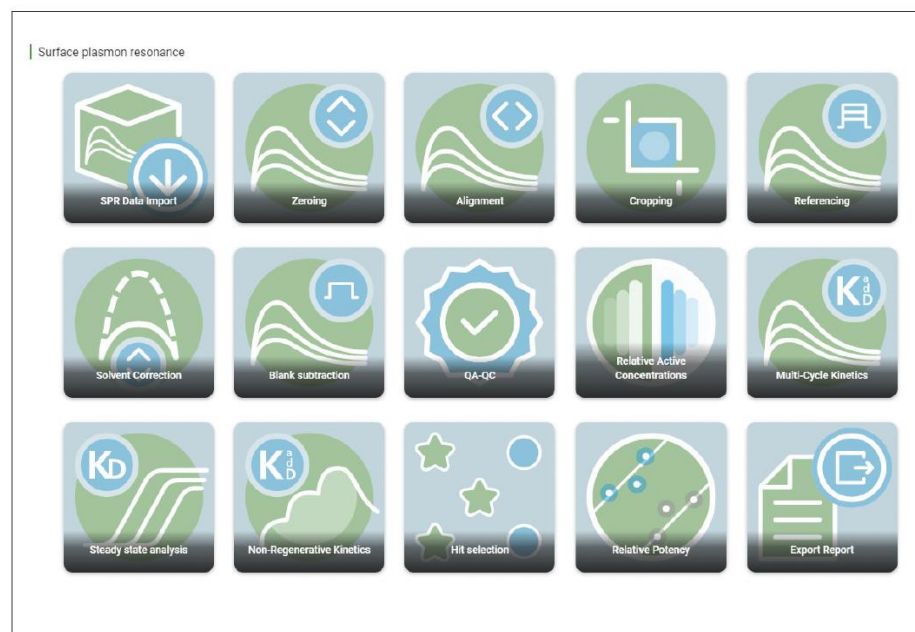 Surface plasmon resonance
SPR Data Import
Zeroing
Alignment
Cropping
Referencing
Solvent Correction
Blank subtraction
QA-QC
Relative Active
Concentrations
K a d D
Multi-Cycle Kinetics
KD
Steady state analysis
K a d D
Non-Regenerative Kinetics
Hit selection
Relative Potency
Export Report